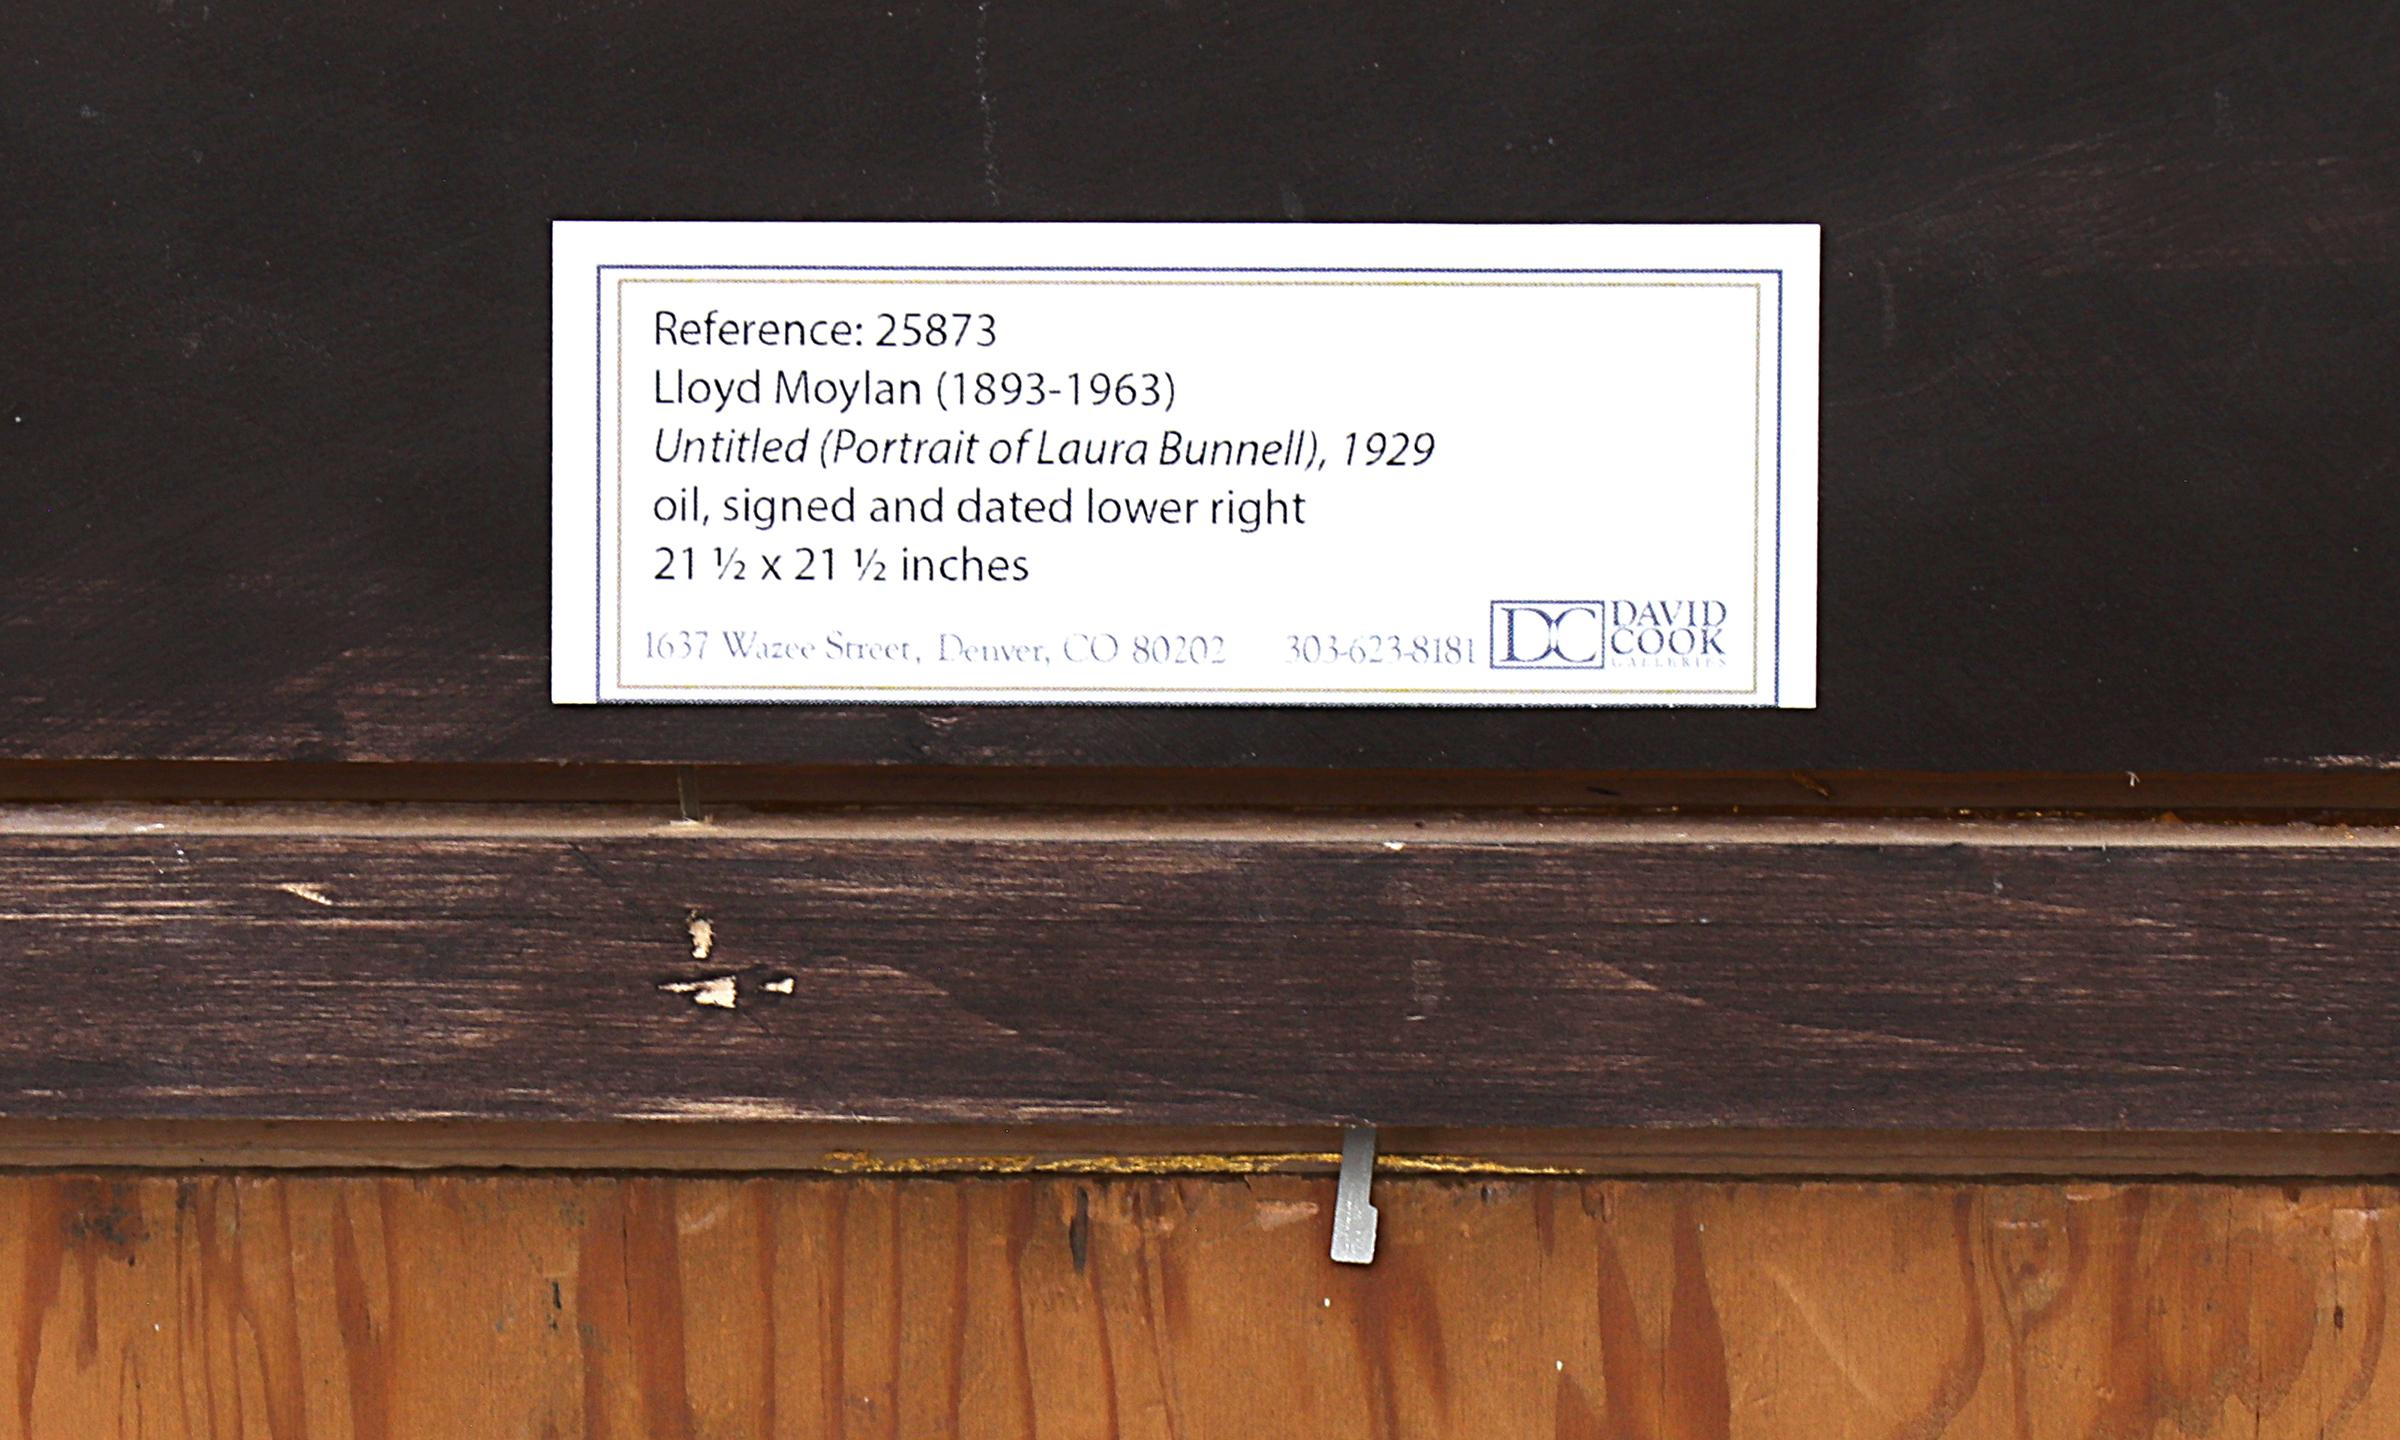 Reference: 25873
Lloyd Moylan (1893-1963)
Untitled (Portrait of Laura Bunnell), 1929
oil, signed and dated lower right
21 ½ x 21 ½ inches
1637 Wazee Street, Denver, CO 80202 303-623-8181
DC DAVID
COOK
GALLERIES